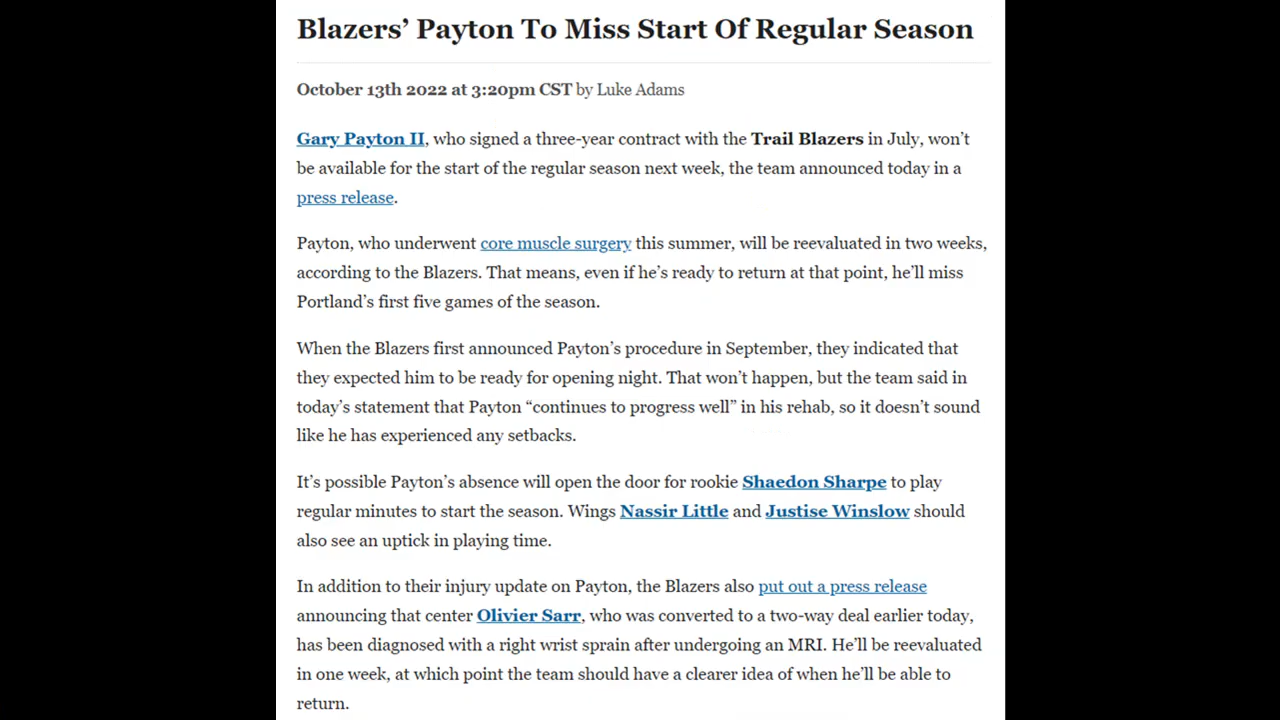 Blazers’ Payton To Miss Start Of Regular Season
October 13th 2022 at 3:20pm CST by Luke Adams
Gary Payton II, who signed a three-year contract with the Trail Blazers in July, won’t
be available for the start of the regular season next week, the team announced today in a
press release.
Payton, who underwent core muscle surgery this summer, will be reevaluated in two weeks,
according to the Blazers. That means, even if he’s ready to return at that point, he’ll miss
Portland’s first five games of the season.
When the Blazers first announced Payton’s procedure in September, they indicated that
they expected him to be ready for opening night. That won’t happen, but the team said in
today’s statement that Payton “continues to progress well” in his rehab, so it doesn’t sound
like he has experienced any setbacks.
It’s possible Payton’s absence will open the door for rookie Shaedon Sharpe to play
regular minutes to start the season. Wings Nassir Little and Justise Winslow should
also see an uptick in playing time.
In addition to their injury update on Payton, the Blazers also put out a press release
announcing that center Olivier Sarr, who was converted to a two-way deal earlier today,
has been diagnosed with a right wrist sprain after undergoing an MRI. He’ll be reevaluated
in one week, at which point the team should have a clearer idea of when he’ll be able to
return.